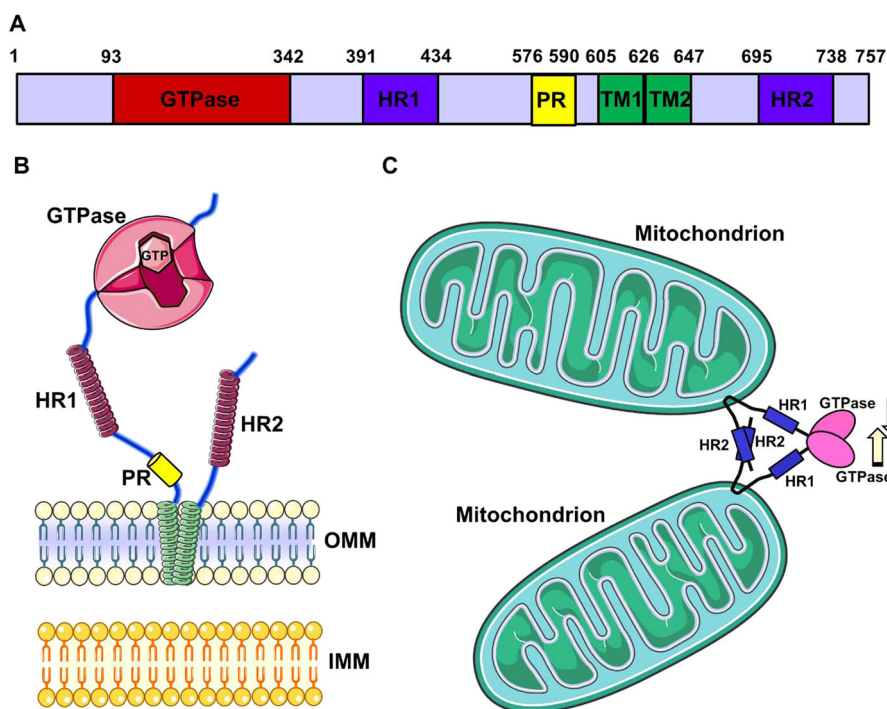 A
1 93 342 391 434 576 590 605 626 647 695 738 757
GTPase HR1 PR TM1 TM2 HR2
B
GTPase
GTP
HR1
HR2
PR
OMM
IMM
C
Mitochondrion
HR1
GTPase
HR2
HR2
HR1
GTPase
Mitochondrion